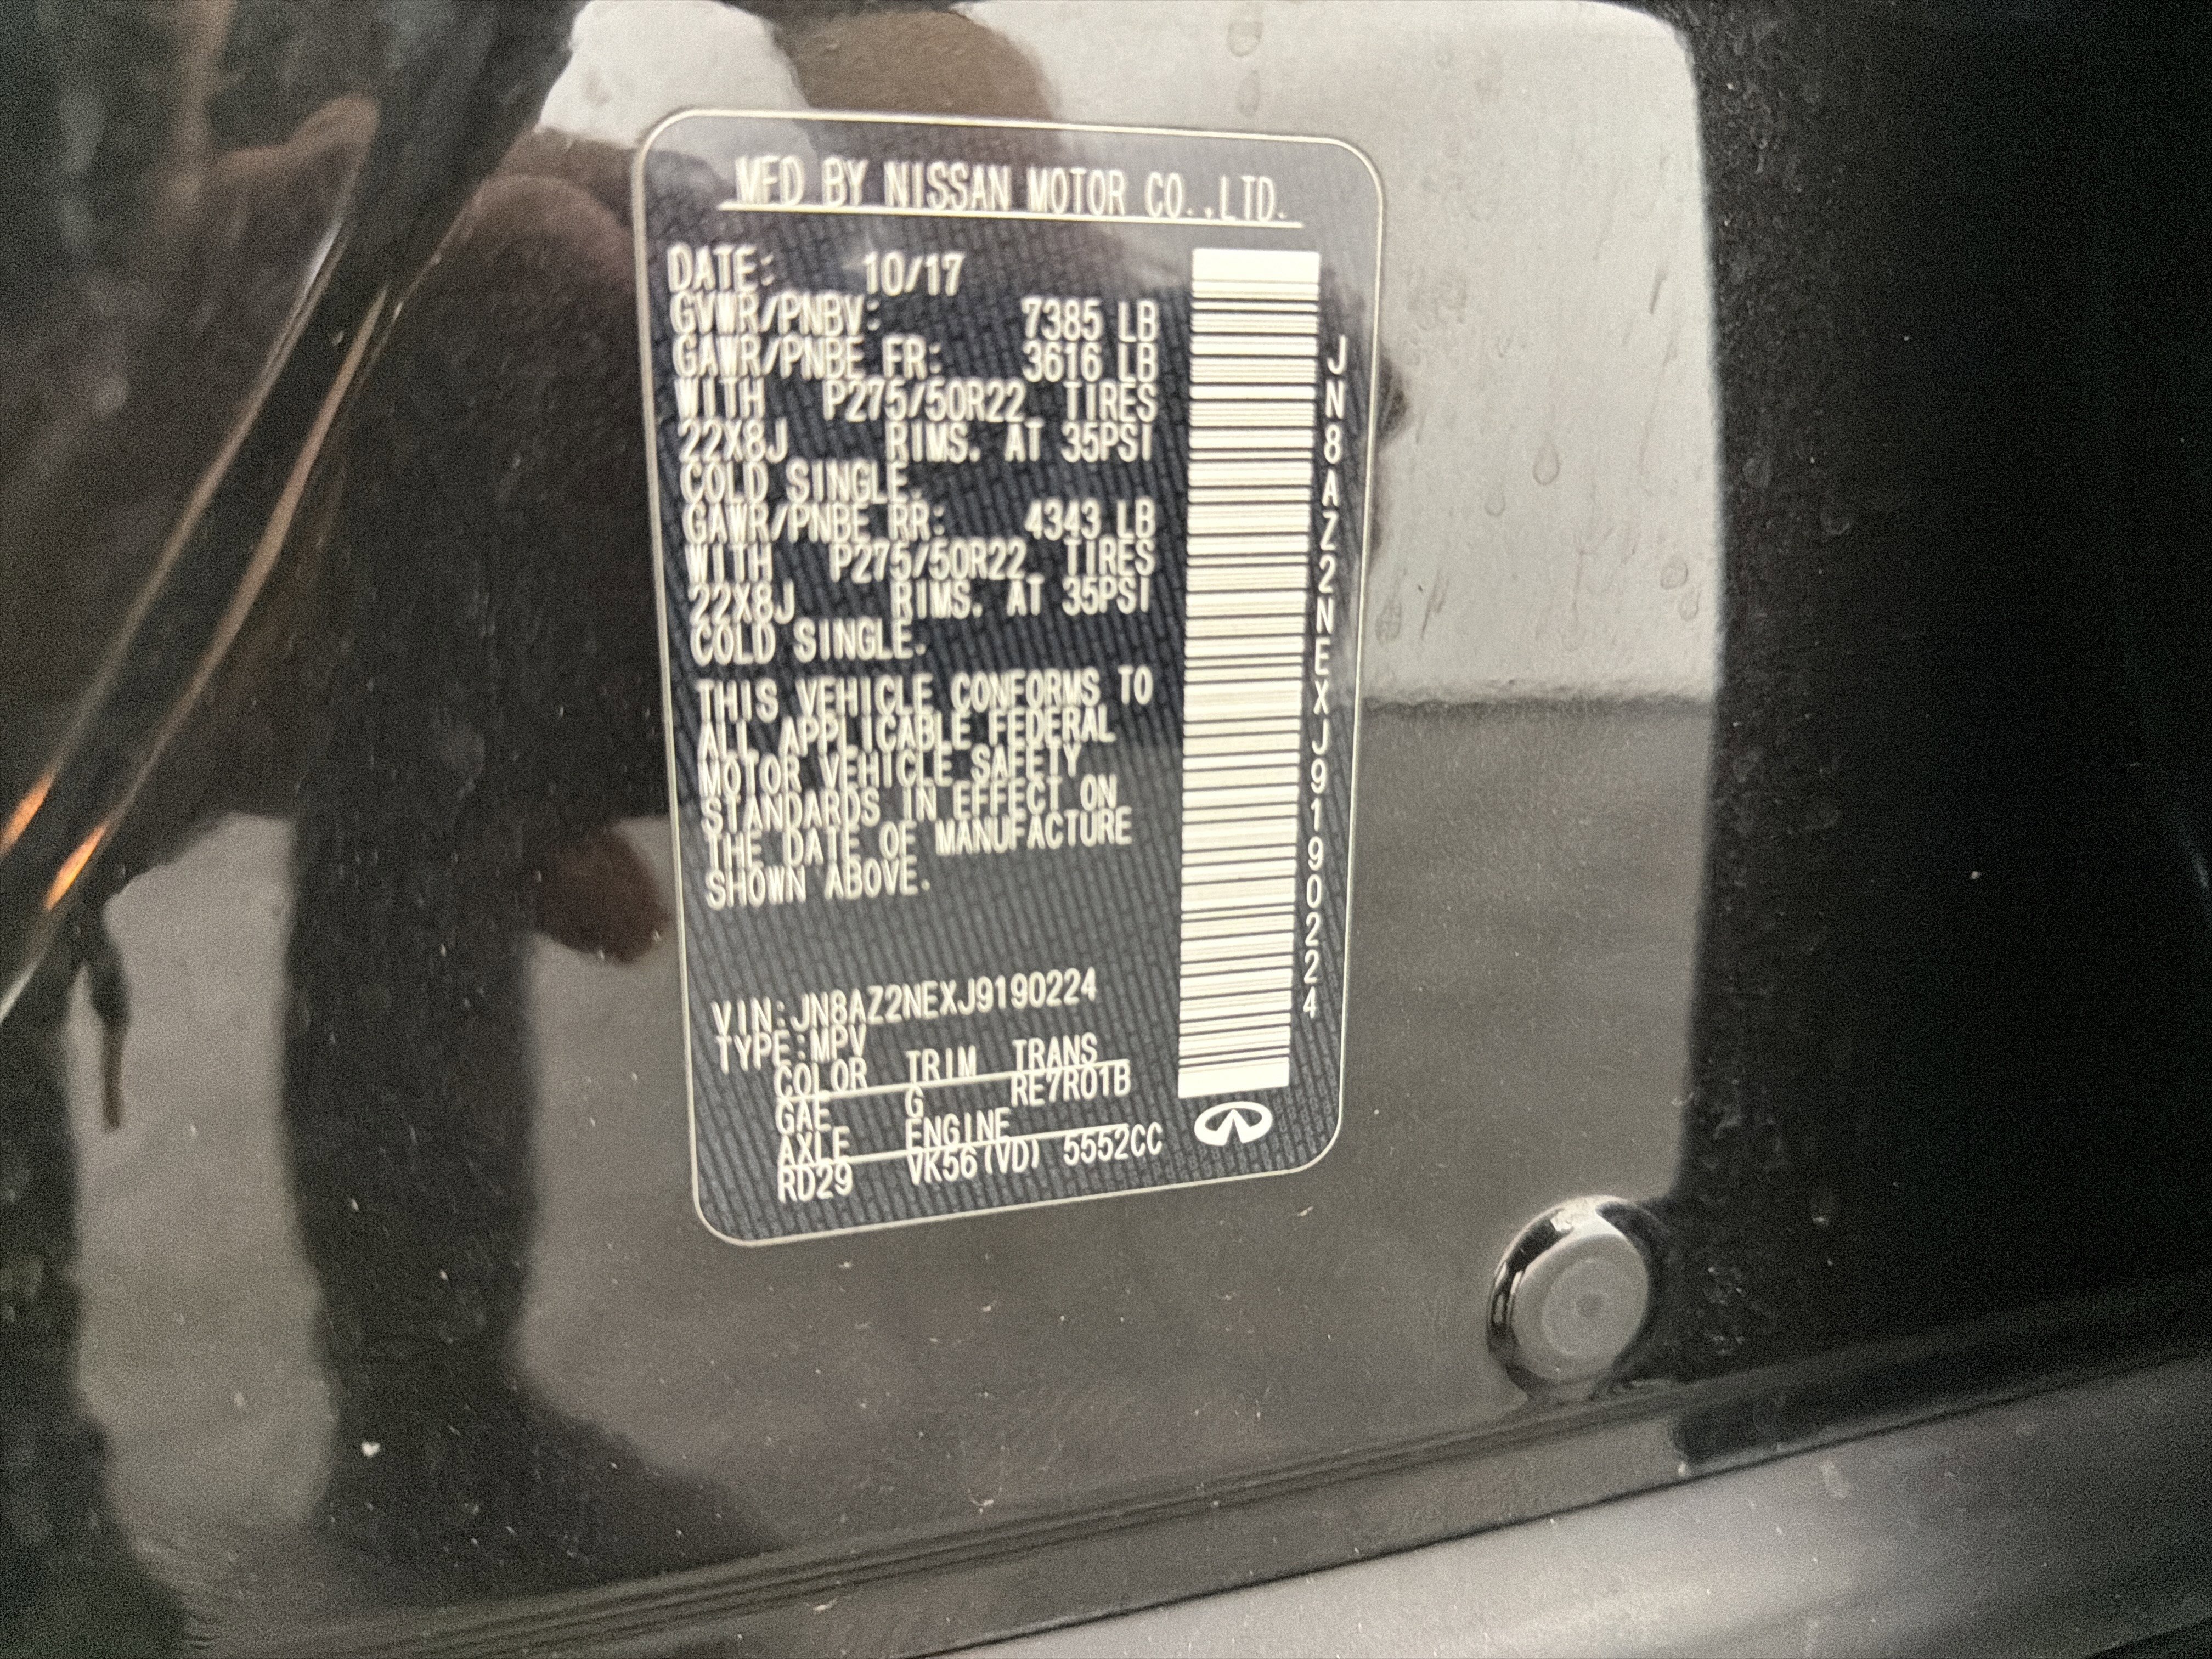 MFD BY NISSAN MOTOR CO.,LTD.
DATE: 10/17
GVWR/PNBV: 7385 LB
GAWR/PNBE FR: 3616 LB
WITH P275/50R22 TIRES
22X8J RIMS. AT 35PSI
COLD SINGLE.
GAWR/PNBE RR: 4343 LB
WITH P275/50R22 TIRES
22X8J RIMS. AT 35PSI
COLD SINGLE.
THIS VEHICLE CONFORMS TO
ALL APPLICABLE FEDERAL
MOTOR VEHICLE SAFETY
STANDARDS IN EFFECT ON
THE DATE OF MANUFACTURE
SHOWN ABOVE.
VIN:JN8AZ2NEXJ9190224
TYPE:MPV
COLOR TRIM TRANS
GAE G RE7R01B
AXLE ENGINE
RD29 VK56(VD) 5552CC
JN8AZ2NEXJ9190224